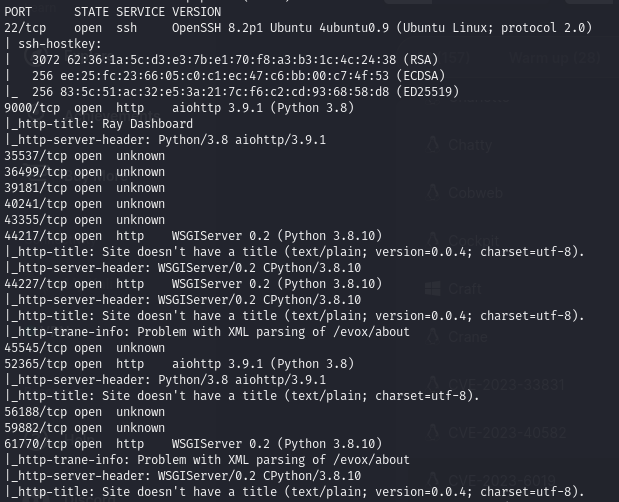 PORT      STATE SERVICE VERSION
22/tcp    open  ssh     OpenSSH 8.2p1 Ubuntu 4ubuntu0.9 (Ubuntu Linux; protocol 2.0)
| ssh-hostkey:
|   3072 62:36:1a:5c:d3:e3:7b:e1:70:f8:a3:b3:1c:4c:24:38 (RSA)
|   256 ee:25:fc:23:66:05:c0:c1:ec:47:c6:bb:00:c7:4f:53 (ECDSA)
|_  256 83:5c:51:ac:32:e5:3a:21:7c:f6:c2:cd:93:68:58:d8 (ED25519)
9000/tcp  open  http    aiohttp 3.9.1 (Python 3.8)
|_http-title: Ray Dashboard
|_http-server-header: Python/3.8 aiohttp/3.9.1
35537/tcp open  unknown
36499/tcp open  unknown
39181/tcp open  unknown
40241/tcp open  unknown
43355/tcp open  unknown
Chatty
Cobweb
44217/tcp open  http    WSGIServer 0.2 (Python 3.8.10)
|_http-title: Site doesn't have a title (text/plain; version=0.0.4; charset=utf-8).
|_http-server-header: WSGIServer/0.2 CPython/3.8.10
44227/tcp open  http    WSGIServer 0.2 (Python 3.8.10)
Craft
|_http-server-header: WSGIServer/0.2 CPython/3.8.10
|_http-title: Site doesn't have a title (text/plain; version=0.0.4; charset=utf-8).
|_http-trane-info: Problem with XML parsing of /evox/about
Crane
45545/tcp open  unknown
52365/tcp open  http    aiohttp 3.9.1 (Python 3.8)
|_http-server-header: Python/3.8 aiohttp/3.9.1
CVE-2023-33831
|_http-title: Site doesn't have a title (text/plain; charset=utf-8).
56188/tcp open  unknown
59882/tcp open  unknown
CVE-2023-40582
61770/tcp open  http    WSGIServer 0.2 (Python 3.8.10)
|_http-trane-info: Problem with XML parsing of /evox/about
|_http-server-header: WSGIServer/0.2 CPython/3.8.10
|_http-title: Site doesn't have a title (text/plain; version=0.0.4; charset=utf-8).